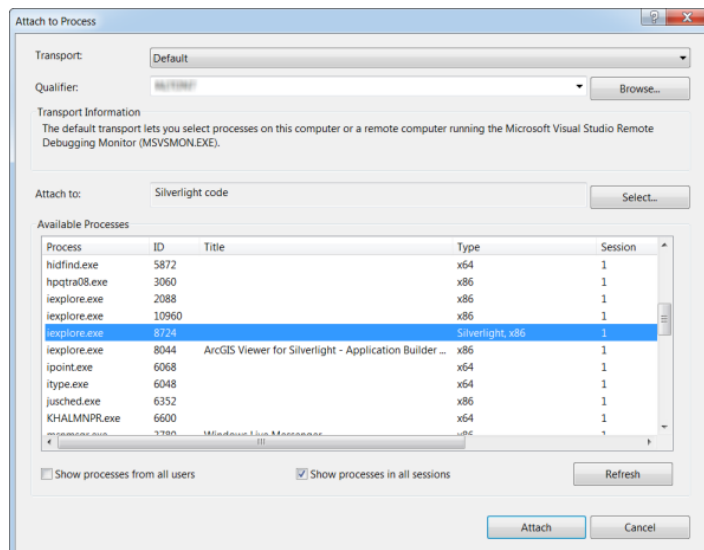 Attach to Process
Transport: Default
Qualifier: Browse...
Transport Information
The default transport lets you select processes on this computer or a remote computer running the Microsoft Visual Studio Remote
Debugging Monitor (MSVSMON.EXE).
Attach to: Silverlight code Select...
Available Processes
Process ID Title Type Session
hidfind.exe 5872 x64 1
hpqtra08.exe 3060 x86 1
iexplore.exe 2088 x86 1
iexplore.exe 10960 x86 1
iexplore.exe 8724 Silverlight, x86 1
iexplore.exe 8044 ArcGIS Viewer for Silverlight - Application Builder ... x86 1
ipoint.exe 6068 x64 1
itype.exe 6048 x64 1
jusched.exe 6352 x86 1
KHALMNPR.exe 6600 x64 1
Windows Live Messenger x86 1
Show processes from all users Show processes in all sessions Refresh
Attach Cancel